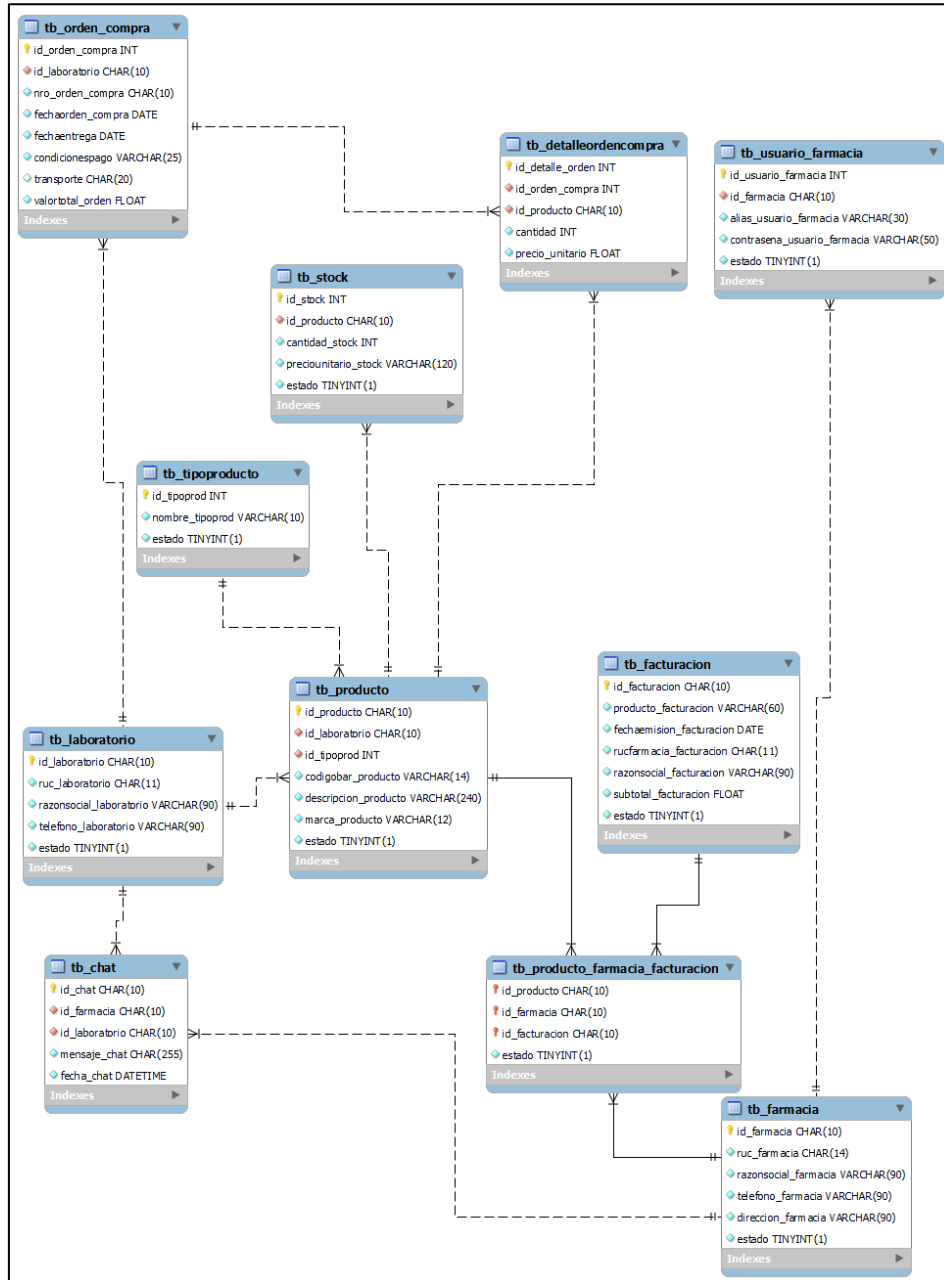 tb_orden_compra
id_orden_compra INT
id_laboratorio CHAR(10)
nro_orden_compra CHAR(10)
fechaorden_compra DATE
fechaentrega DATE
condicionespago VARCHAR(25)
transporte CHAR(20)
valortotal_orden FLOAT
Indexes
tb_detalleordencompra
id_detalle_orden INT
id_orden_compra INT
id_producto CHAR(10)
cantidad INT
precio_unitario FLOAT
Indexes
tb_usuario_farmacia
id_usuario_farmacia INT
id_farmacia CHAR(10)
alias_usuario_farmacia VARCHAR(30)
contrasena_usuario_farmacia VARCHAR(50)
estado TINYINT(1)
Indexes
tb_stock
id_stock INT
id_producto CHAR(10)
cantidad_stock INT
preciounitario_stock VARCHAR(120)
estado TINYINT(1)
Indexes
tb_tipoproducto
id_tipoprod INT
nombre_tipoprod VARCHAR(10)
estado TINYINT(1)
Indexes
tb_producto
id_producto CHAR(10)
id_laboratorio CHAR(10)
id_tipoprod INT
codigobar_producto VARCHAR(14)
descripcion_producto VARCHAR(240)
marca_producto VARCHAR(12)
estado TINYINT(1)
Indexes
tb_facturacion
id_facturacion CHAR(10)
producto_facturacion VARCHAR(60)
fechaemision_facturacion DATE
rucfarmacia_facturacion CHAR(11)
razonsocial_facturacion VARCHAR(90)
subtotal_facturacion FLOAT
estado TINYINT(1)
Indexes
tb_laboratorio
id_laboratorio CHAR(10)
ruc_laboratorio CHAR(11)
razonsocial_laboratorio VARCHAR(90)
telefono_laboratorio VARCHAR(90)
estado TINYINT(1)
Indexes
tb_chat
id_chat CHAR(10)
id_farmacia CHAR(10)
id_laboratorio CHAR(10)
mensaje_chat CHAR(255)
fecha_chat DATETIME
Indexes
tb_producto_farmacia_facturacion
id_producto CHAR(10)
id_farmacia CHAR(10)
id_facturacion CHAR(10)
estado TINYINT(1)
Indexes
tb_farmacia
id_farmacia CHAR(10)
ruc_farmacia CHAR(14)
razonsocial_farmacia VARCHAR(90)
telefono_farmacia VARCHAR(90)
direccion_farmacia VARCHAR(90)
estado TINYINT(1)
Indexes